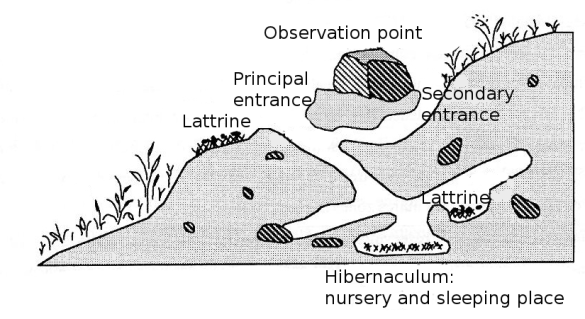 Observation point
Principal
entrance
Secondary
entrance
Lattrine
Lattrine
Hibernaculum:
nursery and sleeping place